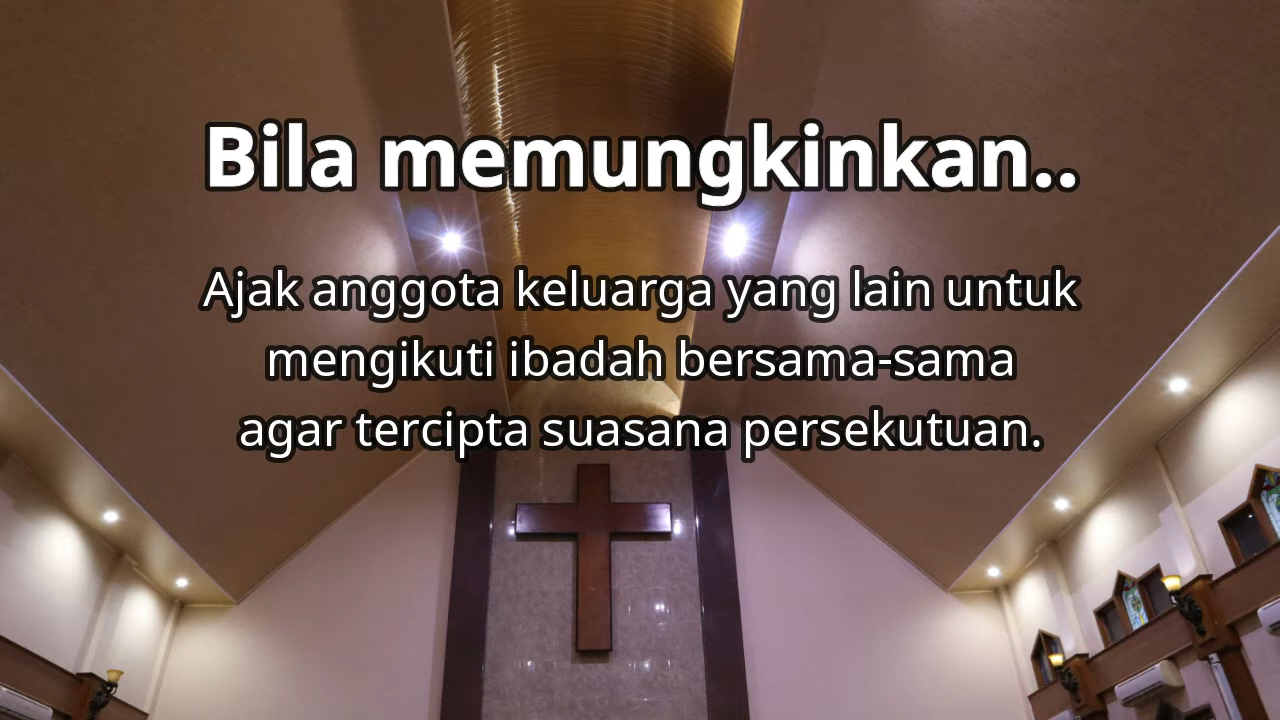 Bila memungkinkan..
Ajak anggota keluarga yang lain untuk
mengikuti ibadah bersama-sama
agar tercipta suasana persekutuan.